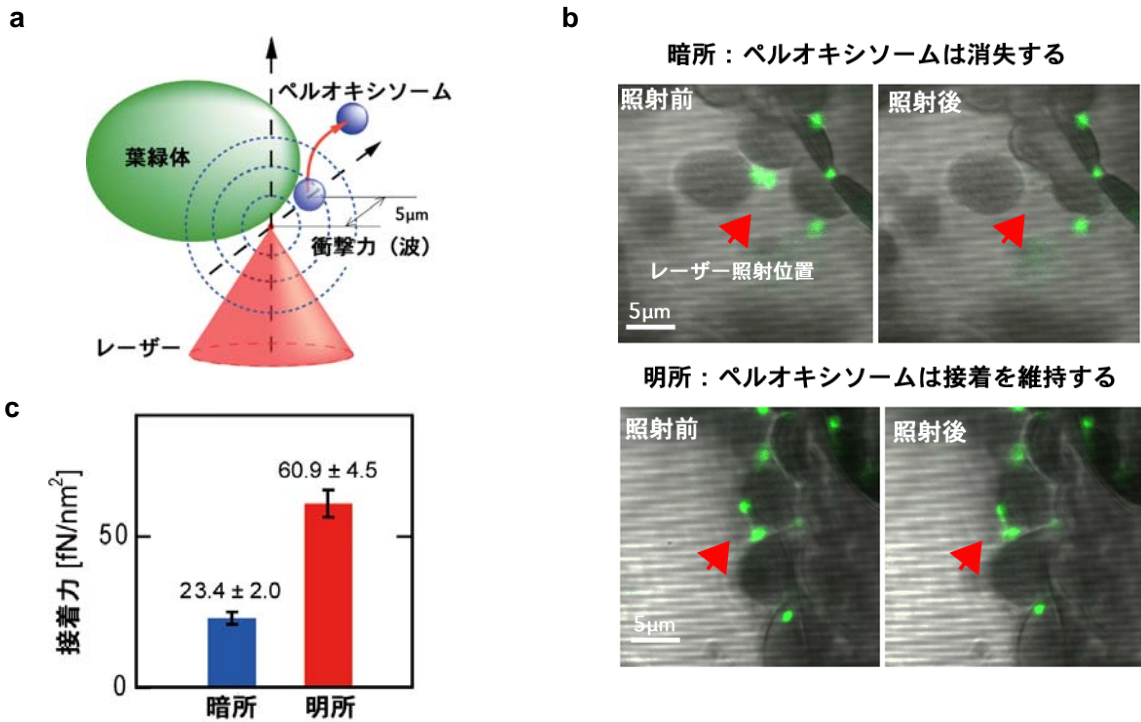 a
ペルオキシソーム
葉緑体
5μm
衝撃力（波）
レーザー
b
暗所：ペルオキシソームは消失する
照射前
照射後
レーザー照射位置
5μm
明所：ペルオキシソームは接着を維持する
照射前
照射後
5μm
c
接着力 [fN/nm²]
60.9 ± 4.5
50
23.4 ± 2.0
0
暗所
明所